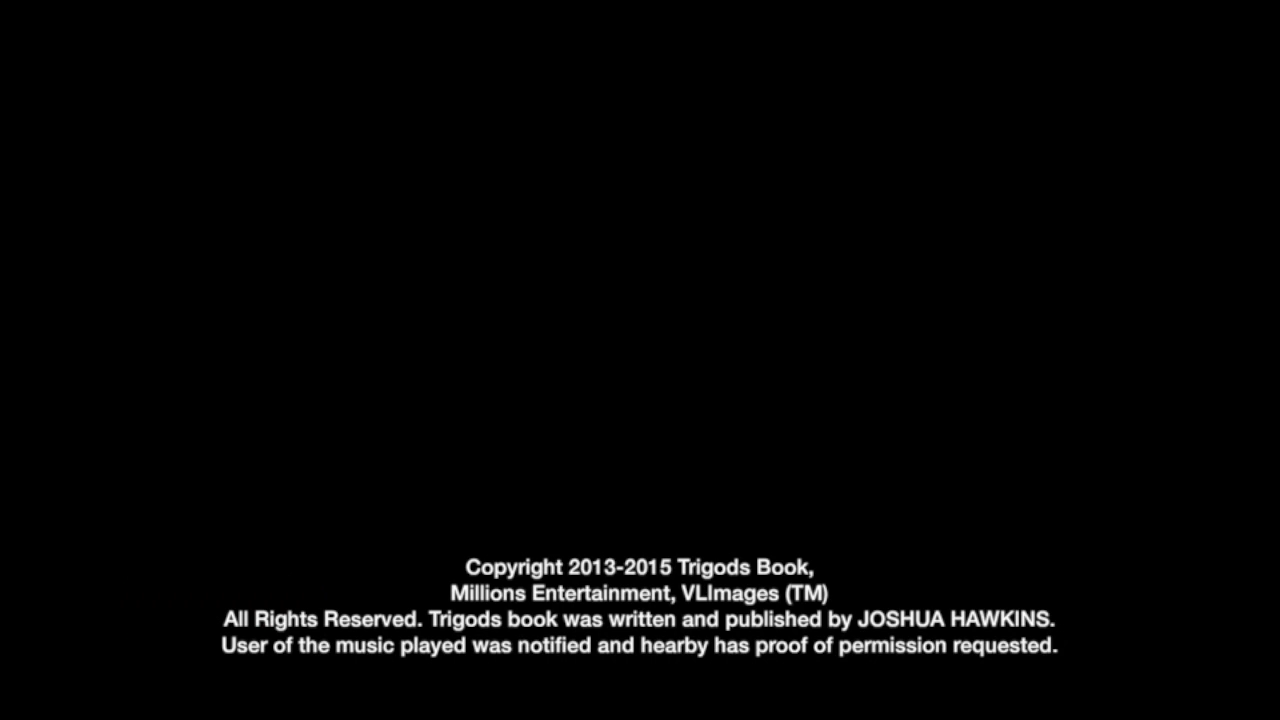 Copyright 2013-2015 Trigods Book,
Millions Entertainment, VLImages (TM)
All Rights Reserved. Trigods book was written and published by JOSHUA HAWKINS.
User of the music played was notified and hearby has proof of permission requested.